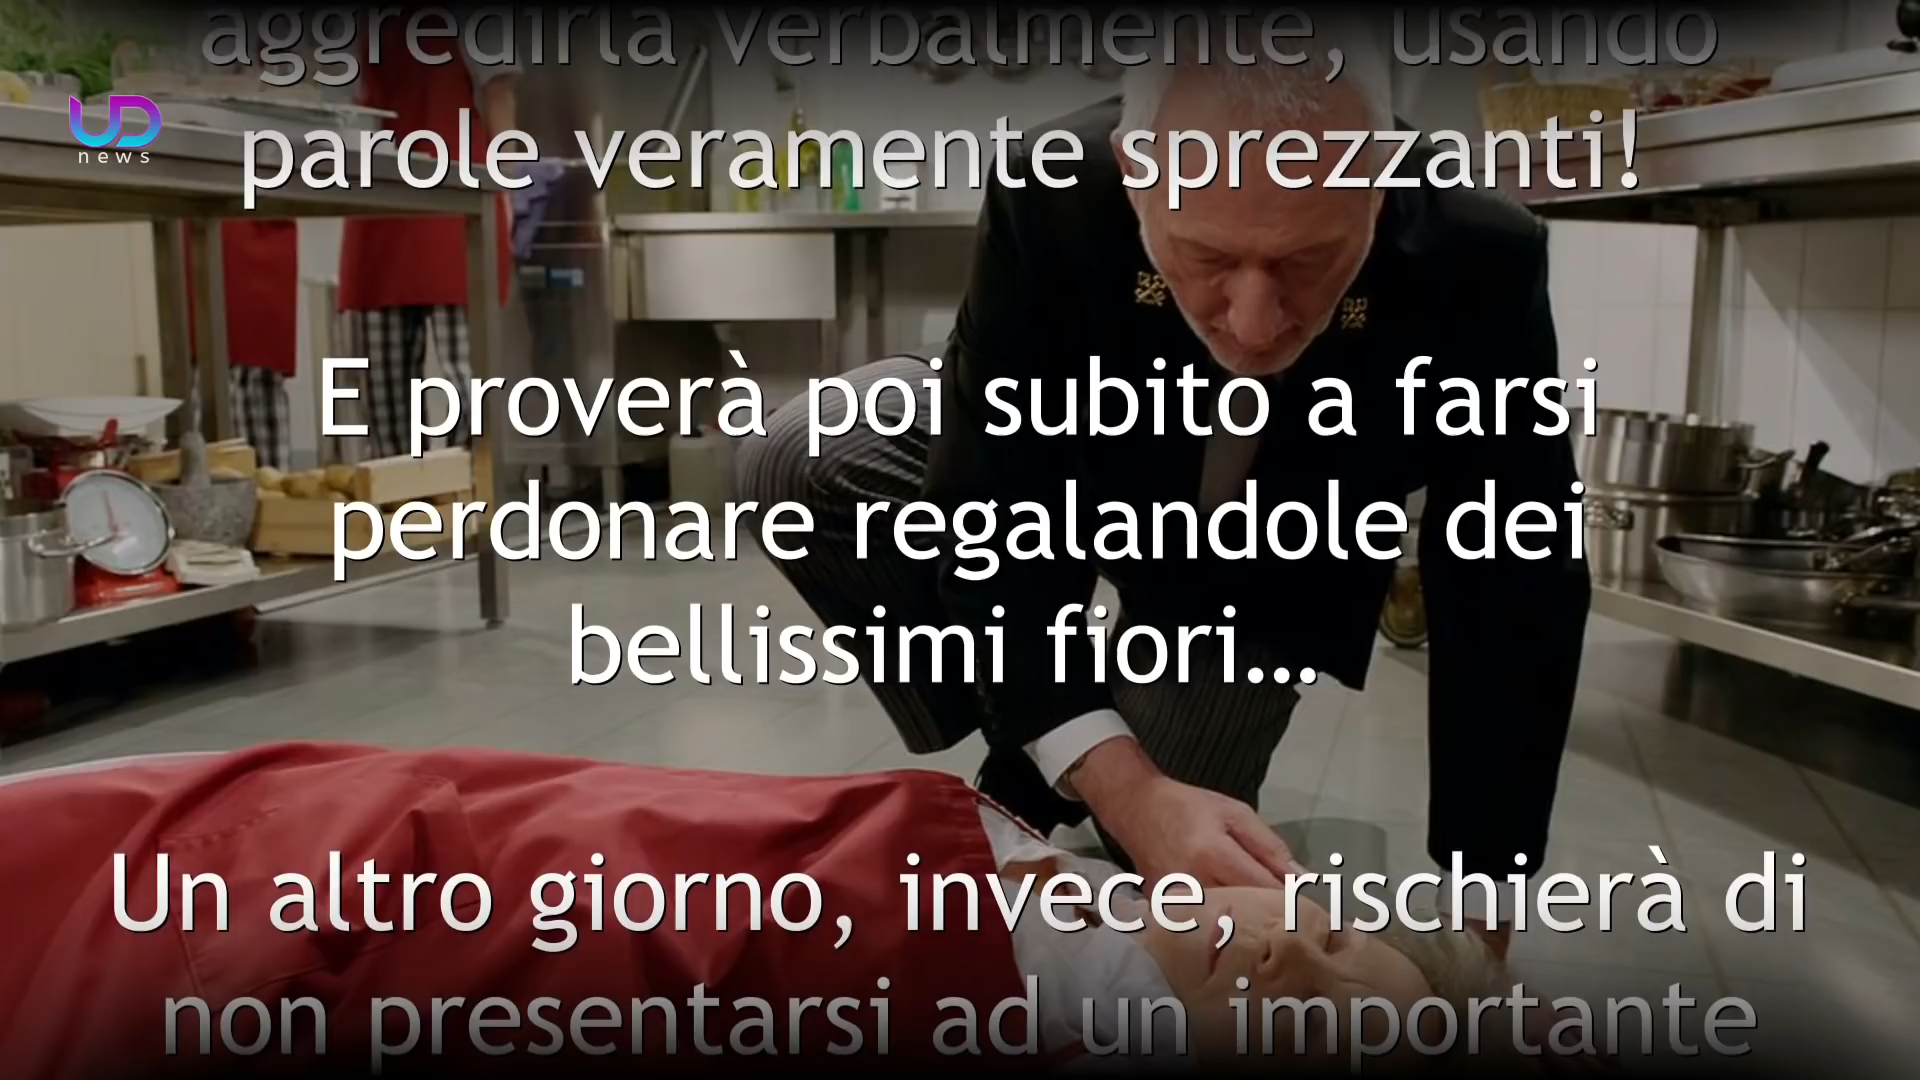 aggredirla verbalmente, usando
UD
news
parole veramente sprezzanti!
E proverà poi subito a farsi
perdonare regalandole dei
bellissimi fiori...
Un altro giorno, invece, rischierà di
non presentarsi ad un importante